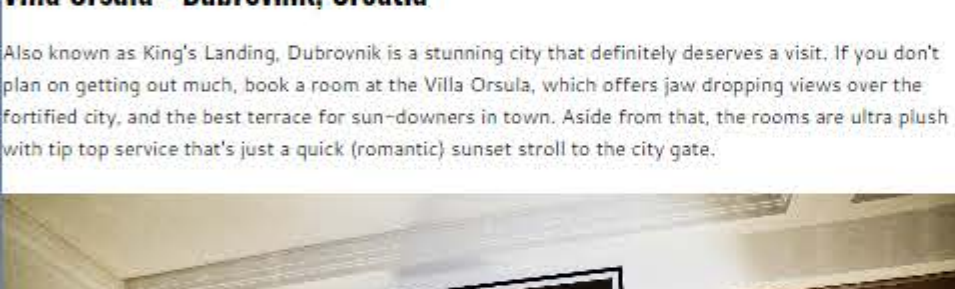 Villa Orsula - Dubrovnik, Croatia
Also known as King's Landing, Dubrovnik is a stunning city that definitely deserves a visit. If you don't
plan on getting out much, book a room at the Villa Orsula, which offers jaw dropping views over the
fortified city, and the best terrace for sun-downers in town. Aside from that, the rooms are ultra plush
with tip top service that's just a quick (romantic) sunset stroll to the city gate.